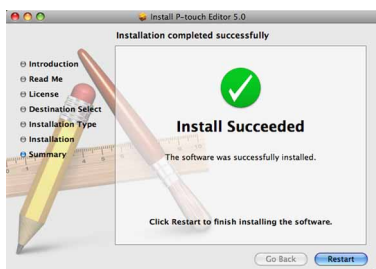 Install P-touch Editor 5.0
Installation completed successfully
Introduction
Read Me
License
Destination Select
Installation Type
Installation
Summary
Install Succeeded
The software was successfully installed.
Click Restart to finish installing the software.
Go Back
Restart